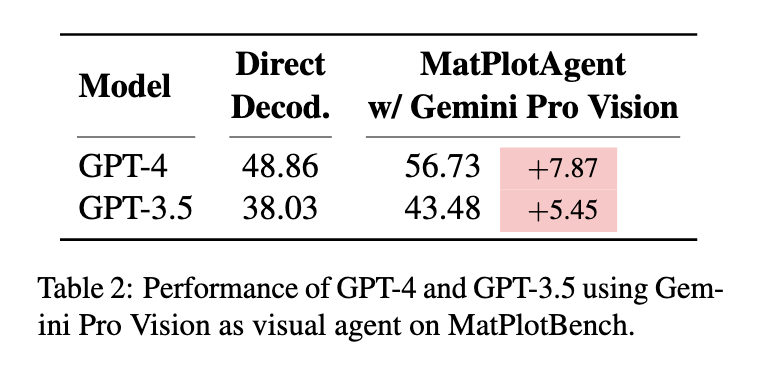 Model Direct Decod. MatPlotAgent w/ Gemini Pro Vision
GPT-4 48.86 56.73 +7.87
GPT-3.5 38.03 43.48 +5.45
Table 2: Performance of GPT-4 and GPT-3.5 using Gem-
ini Pro Vision as visual agent on MatPlotBench.